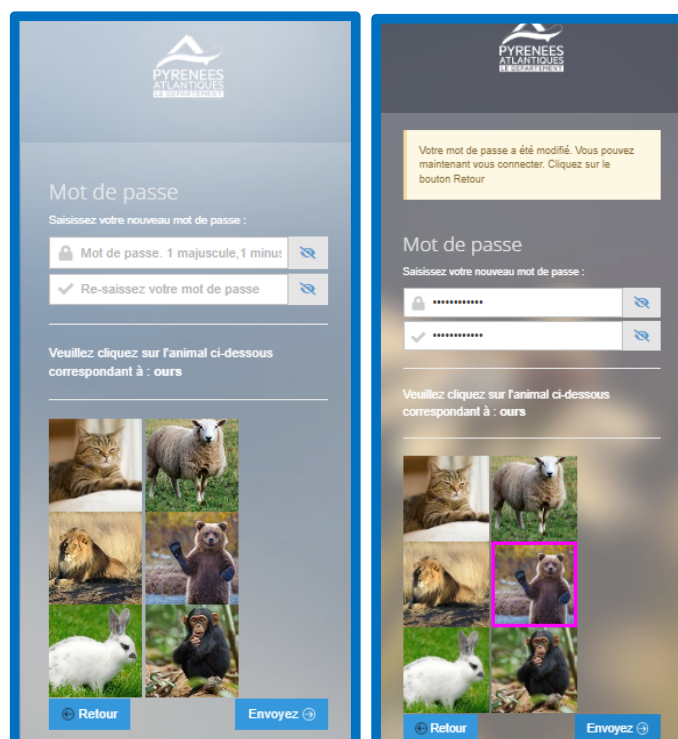 PYRENEES
ATLANTIQUES
LE DEPARTEMENT
Mot de passe
Saisissez votre nouveau mot de passe :
Mot de passe. 1 majuscule,1 minus
Re-saissez votre mot de passe
Veuillez cliquez sur l'animal ci-dessous
correspondant à : ours
Retour
Envoyez
PYRENEES
ATLANTIQUES
LE DEPARTEMENT
Votre mot de passe a été modifié. Vous pouvez
maintenant vous connecter. Cliquez sur le
bouton Retour
Mot de passe
Saisissez votre nouveau mot de passe :
••••••••••••
••••••••••••
Veuillez cliquez sur l'animal ci-dessous
correspondant à : ours
Retour
Envoyez